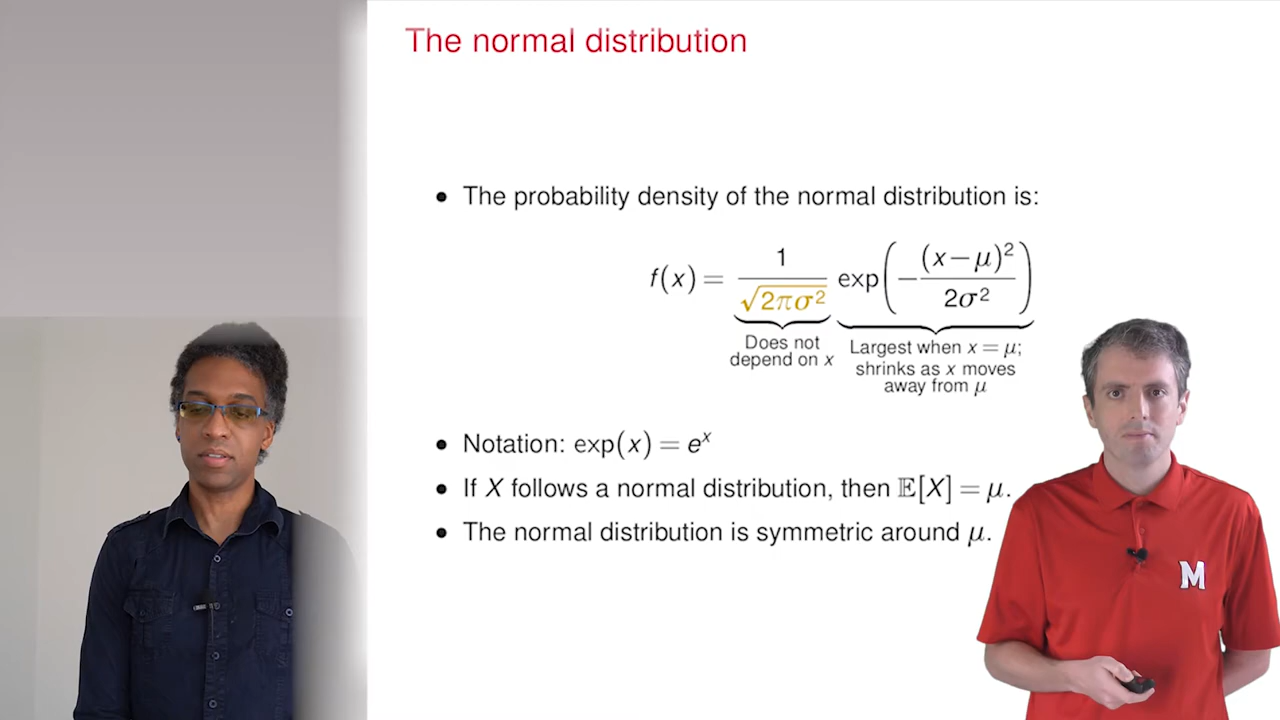 The normal distribution
• The probability density of the normal distribution is:
f(x) = 1/√(2πσ²) exp(−(x−μ)²/2σ²)
Does not
depend on x
Largest when x = μ;
shrinks as x moves
away from μ
• Notation: exp(x) = eˣ
• If X follows a normal distribution, then 𝔼[X] = μ.
• The normal distribution is symmetric around μ.
M